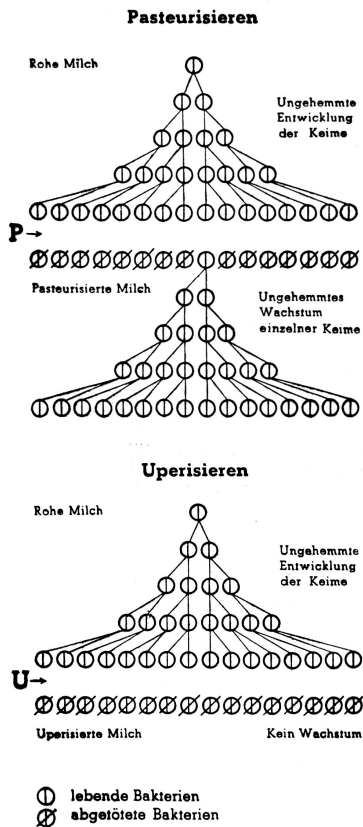 Pasteurisieren
Rohe Milch
Ungehemmte
Entwicklung
der Keime
P→
Pasteurisierte Milch
Ungehemmtes
Wachstum
einzelner Keime
Uperisieren
Rohe Milch
Ungehemmte
Entwicklung
der Keime
U→
Uperisierte Milch
Kein Wachstum
lebende Bakterien
abgetötete Bakterien